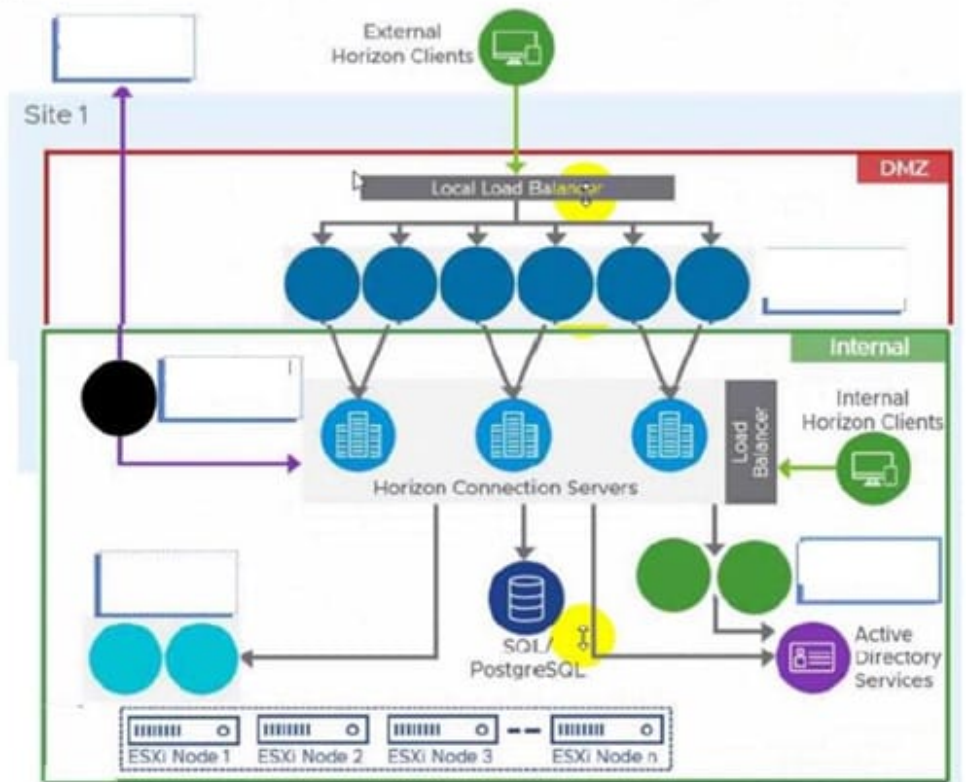 External
Horizon Clients
Site 1
DMZ
Local Load Balancer
Internal
Internal
Horizon Clients
Load
Balancer
Horizon Connection Servers
SQL/
PostgreSQL
Active
Directory
Services
ESXi Node 1
ESXi Node 2
ESXi Node 3
ESXi Node n